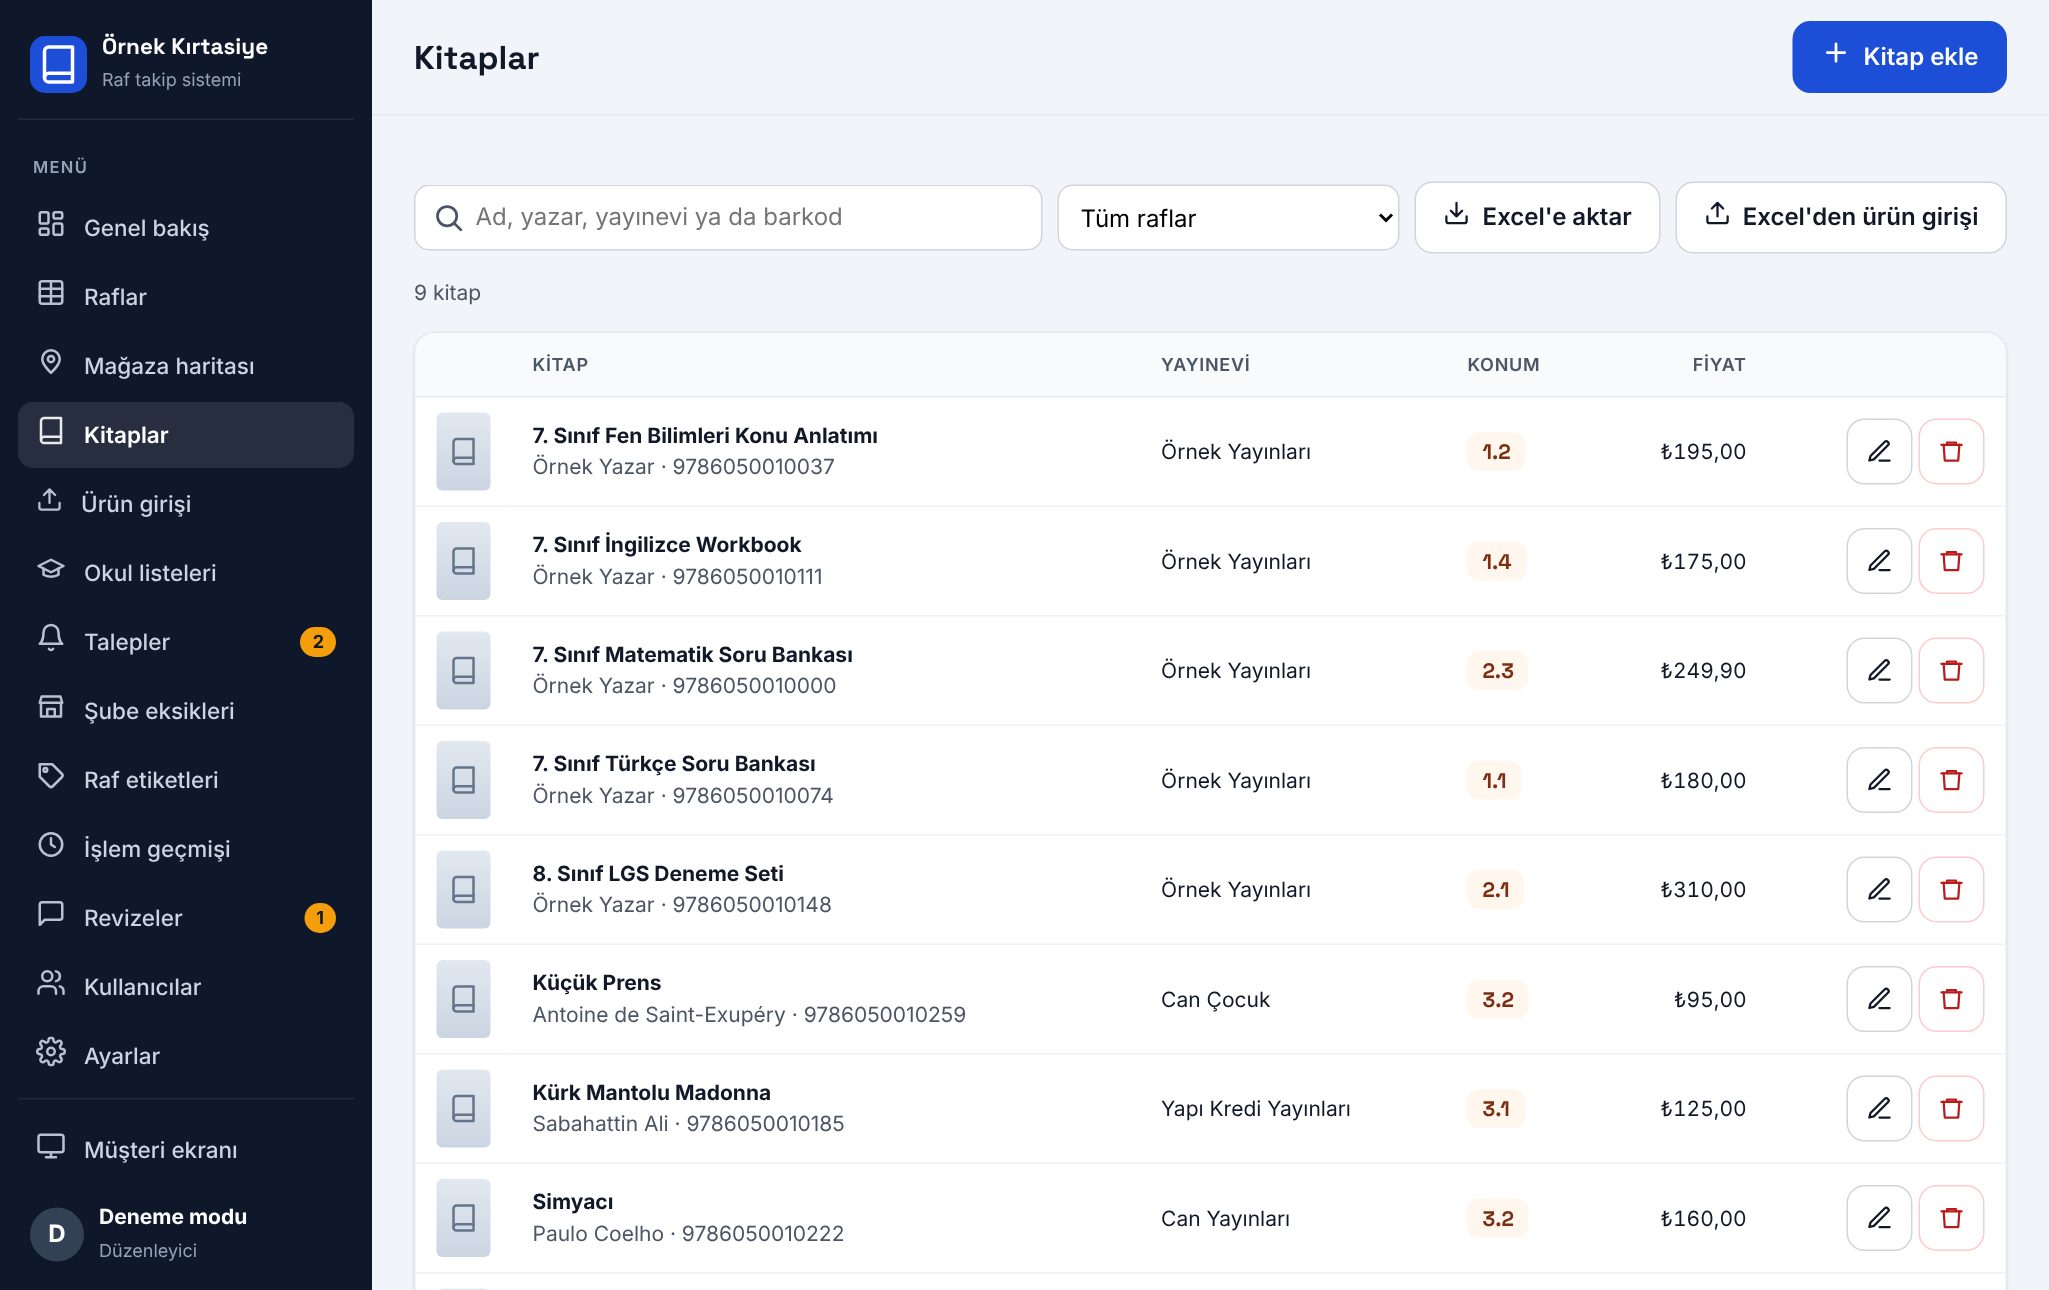 Örnek Kırtasiye
Raf takip sistemi
MENÜ
Genel bakış
Raflar
Mağaza haritası
Kitaplar
Ürün girişi
Okul listeleri
Talepler 2
Şube eksikleri
Raf etiketleri
İşlem geçmişi
Revizeler 1
Kullanıcılar
Ayarlar
Müşteri ekranı
D
Deneme modu
Düzenleyici
Kitaplar
Kitap ekle
Ad, yazar, yayınevi ya da barkod
Tüm raflar
Excel'e aktar
Excel'den ürün girişi
9 kitap
KİTAP YAYINEVİ KONUM FİYAT
7. Sınıf Fen Bilimleri Konu Anlatımı
Örnek Yazar · 9786050010037
Örnek Yayınları 1.2 ₺195,00
7. Sınıf İngilizce Workbook
Örnek Yazar · 9786050010111
Örnek Yayınları 1.4 ₺175,00
7. Sınıf Matematik Soru Bankası
Örnek Yazar · 9786050010000
Örnek Yayınları 2.3 ₺249,90
7. Sınıf Türkçe Soru Bankası
Örnek Yazar · 9786050010074
Örnek Yayınları 1.1 ₺180,00
8. Sınıf LGS Deneme Seti
Örnek Yazar · 9786050010148
Örnek Yayınları 2.1 ₺310,00
Küçük Prens
Antoine de Saint-Exupéry · 9786050010259
Can Çocuk 3.2 ₺95,00
Kürk Mantolu Madonna
Sabahattin Ali · 9786050010185
Yapı Kredi Yayınları 3.1 ₺125,00
Simyacı
Paulo Coelho · 9786050010222
Can Yayınları 3.2 ₺160,00